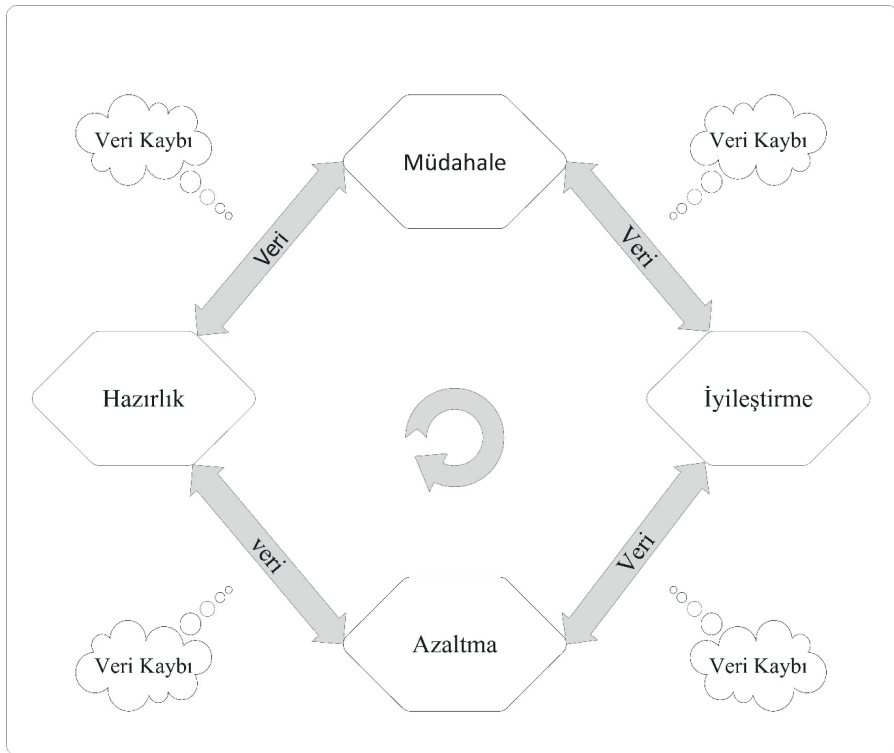 Veri Kaybı
Veri Kaybı
Müdahale
Veri
Veri
Hazırlık
İyileştirme
veri
Veri
Azaltma
Veri Kaybı
Veri Kaybı